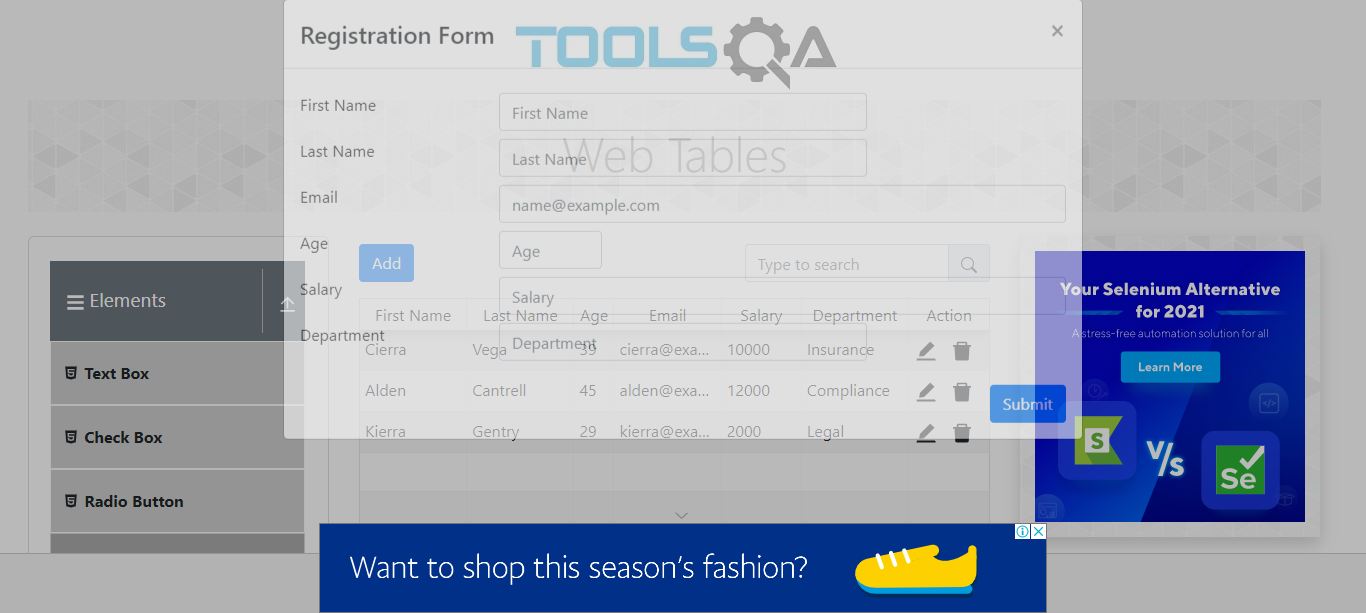 Registration Form
TOOLSQA
×
First Name
First Name
Last Name
Last Name
Web Tables
Email
name@example.com
Age
Age
Add
Type to search
Salary
Salary
Elements
First Name Last Name Age Email Salary Department Action
Department
Department
Cierra Vega 39 cierra@exa... 10000 Insurance
Alden Cantrell 45 alden@exa... 12000 Compliance
Kierra Gentry 29 kierra@exa... 2000 Legal
Submit
Text Box
Check Box
Radio Button
Your Selenium Alternative
for 2021
A stress-free automation solution for all
Learn More
S
V/s
Se
Want to shop this season's fashion?